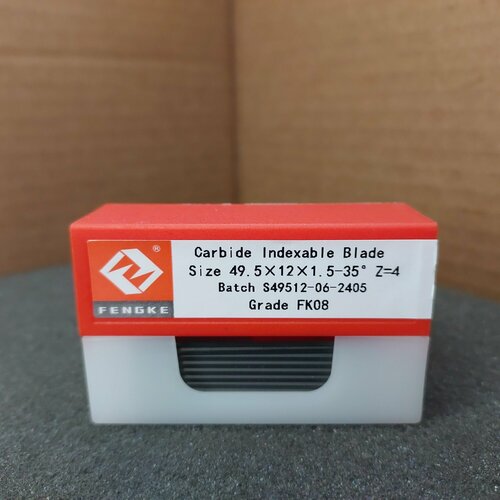 Carbide Indexable Blade
Size 49.5×12×1.5-35° Z=4
Batch S49512-06-2405
Grade FK08
®
FENGKE